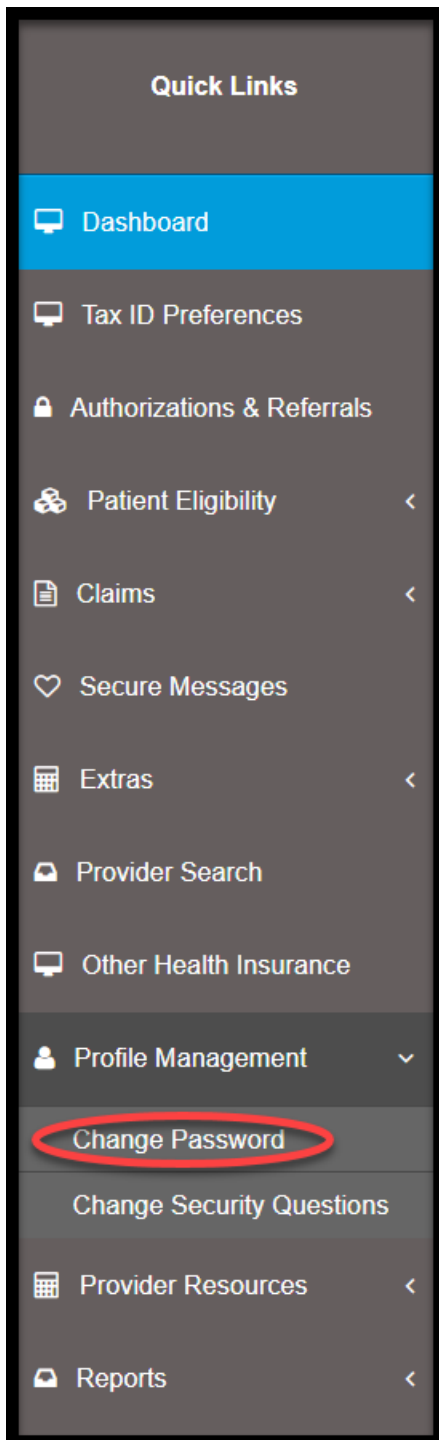 Quick Links
Dashboard
Tax ID Preferences
Authorizations & Referrals
Patient Eligibility
Claims
Secure Messages
Extras
Provider Search
Other Health Insurance
Profile Management
Change Password
Change Security Questions
Provider Resources
Reports